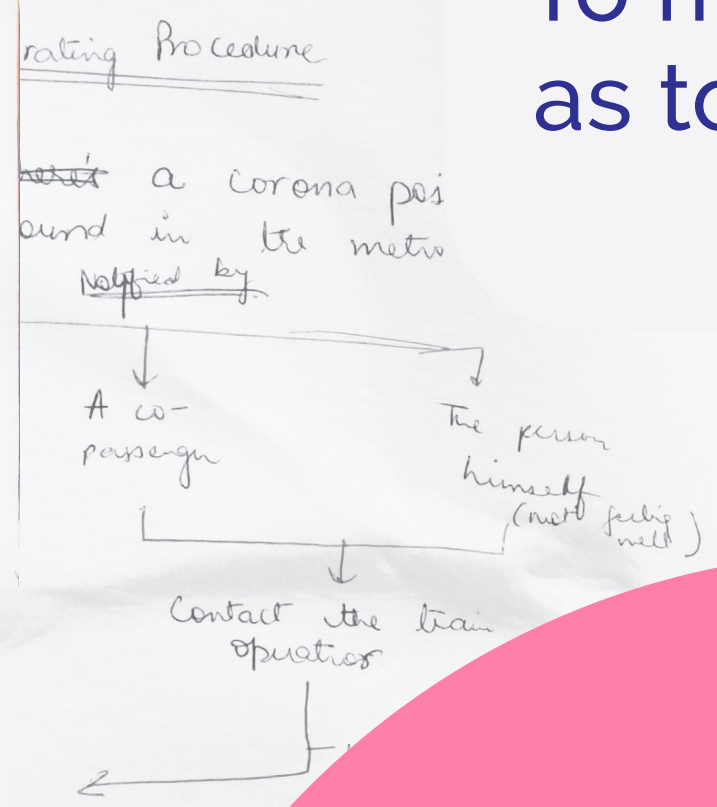 To
as to
rating Procedure
a corona pos
ound in the metro
Notified by
A co-
passenger
The person
himself
(not feeling
well)
Contact the train
operator